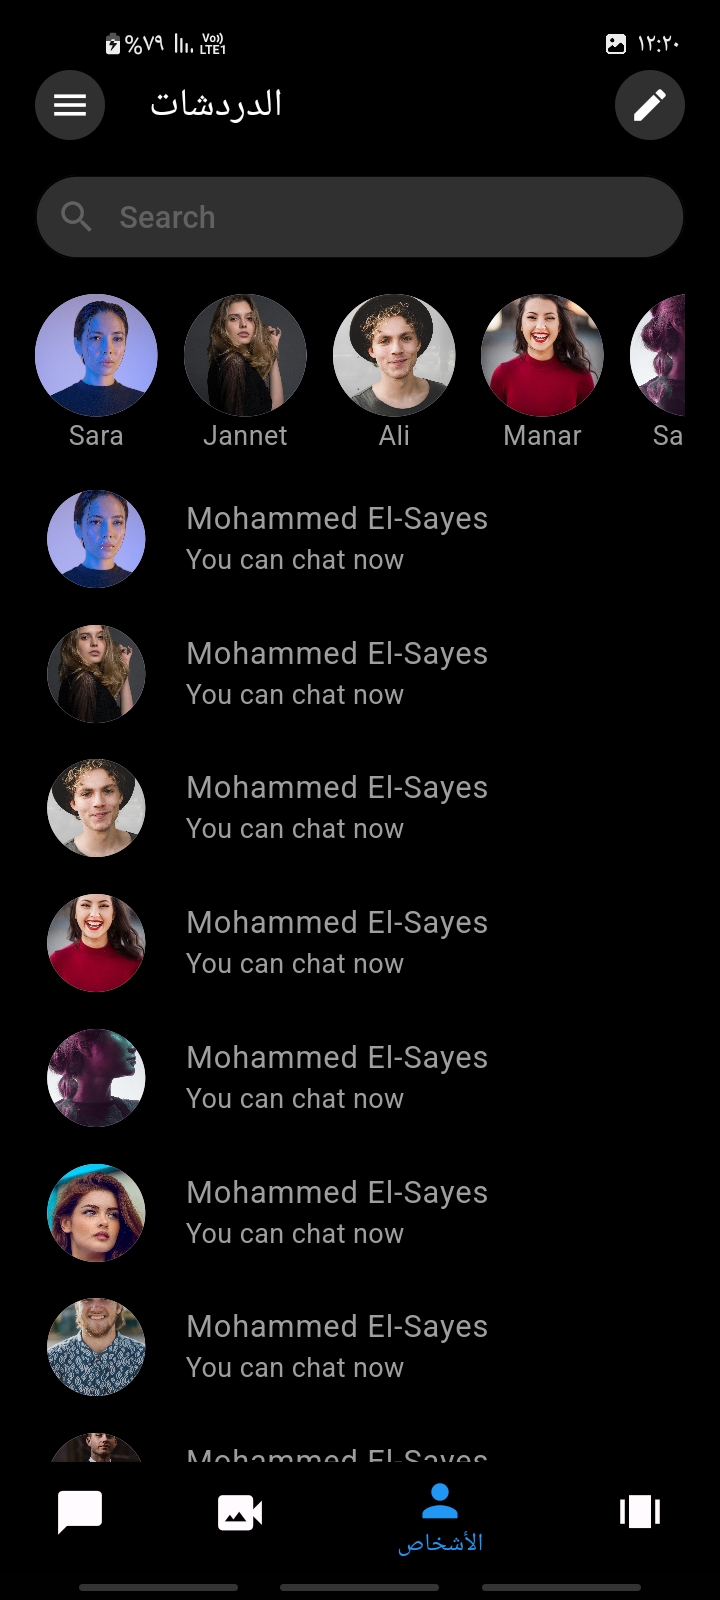 %٧٩ Vo)) LTE1 ١٢:٢٠
الدردشات
Search
Sara Jannet Ali Manar Sa
Mohammed El-Sayes
You can chat now
Mohammed El-Sayes
You can chat now
Mohammed El-Sayes
You can chat now
Mohammed El-Sayes
You can chat now
Mohammed El-Sayes
You can chat now
Mohammed El-Sayes
You can chat now
Mohammed El-Sayes
You can chat now
Mohammed El-Sayes
الأشخاص